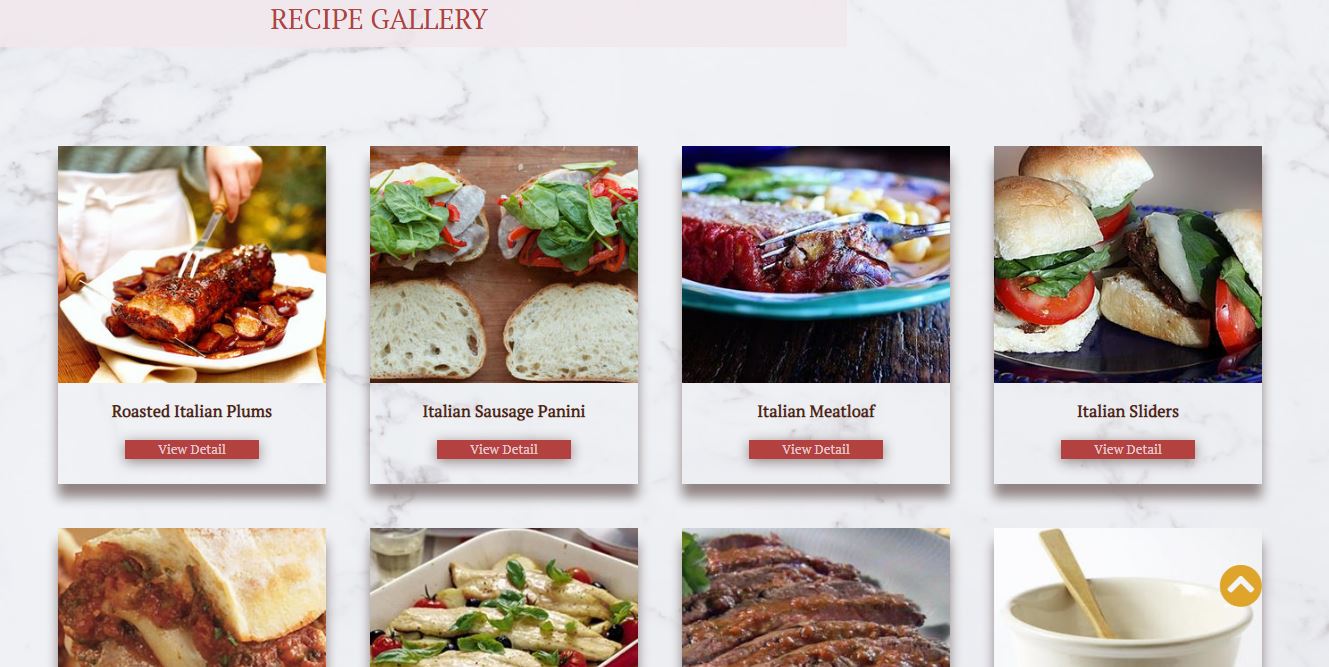 RECIPE GALLERY
Roasted Italian Plums
Italian Sausage Panini
Italian Meatloaf
Italian Sliders
View Detail
View Detail
View Detail
View Detail